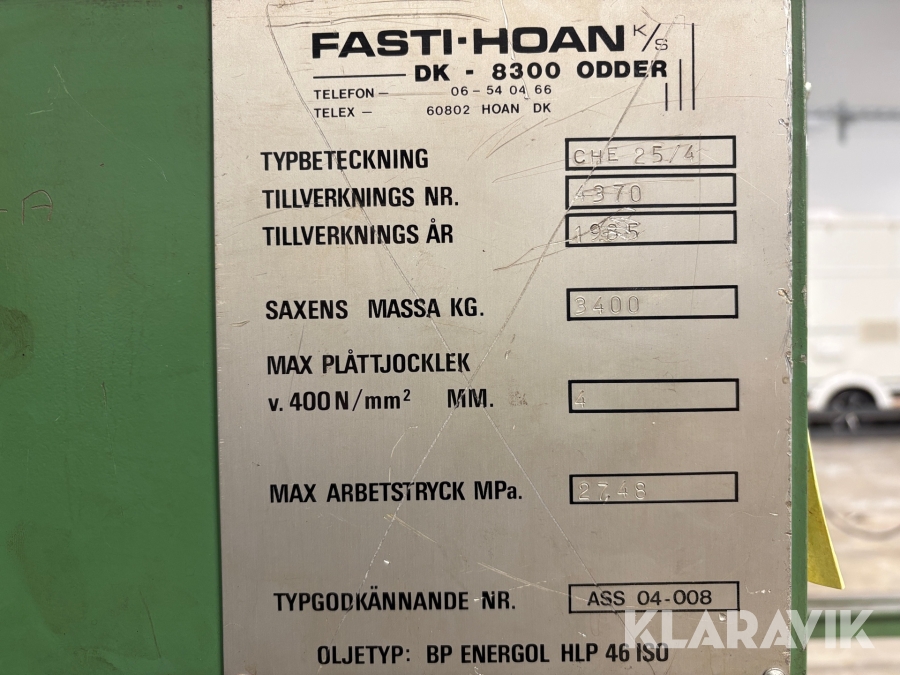 FASTI-HOAN K/S
DK - 8300 ODDER
TELEFON — 06 - 54 04 66
TELEX — 60802 HOAN DK
TYPBETECKNING CHE 25/4
TILLVERKNINGS NR. 4370
TILLVERKNINGS ÅR 1985
SAXENS MASSA KG. 3400
MAX PLÅTTJOCKLEK
v. 400 N/mm² MM. 4
MAX ARBETSTRYCK MPa. 27,48
TYPGODKÄNNANDE NR. ASS 04-008
OLJETYP: BP ENERGOL HLP 46 ISO
KLARAVIK